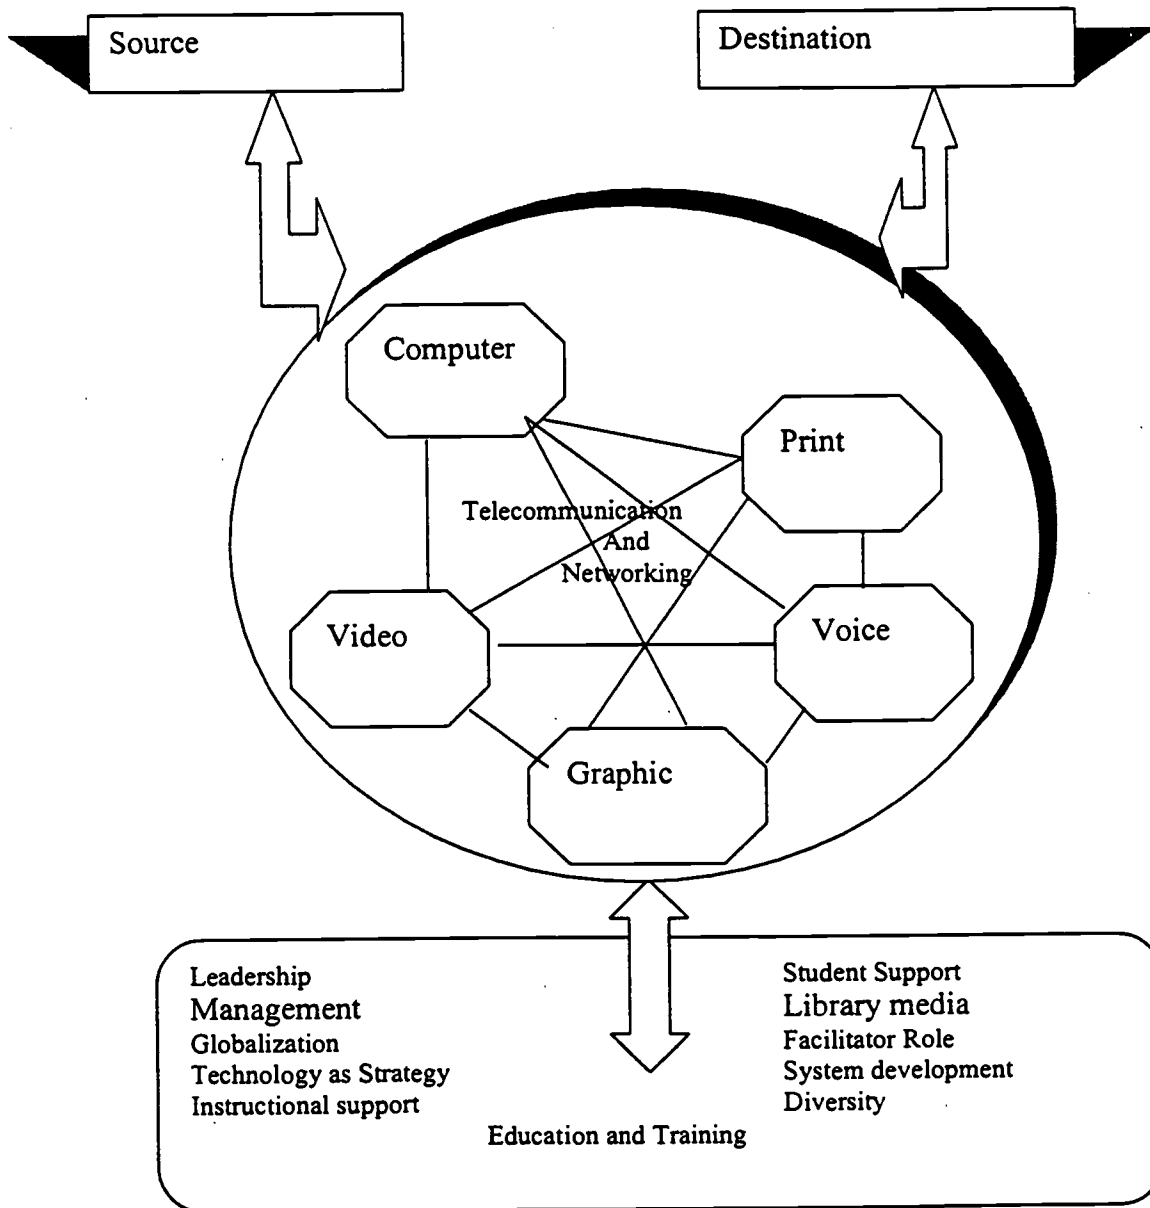 Source
Destination
Computer
Print
Telecommunication
And
Networking
Video
Voice
Graphic
Leadership
Management
Globalization
Technology as Strategy
Instructional support
Student Support
Library media
Facilitator Role
System development
Diversity
Education and Training